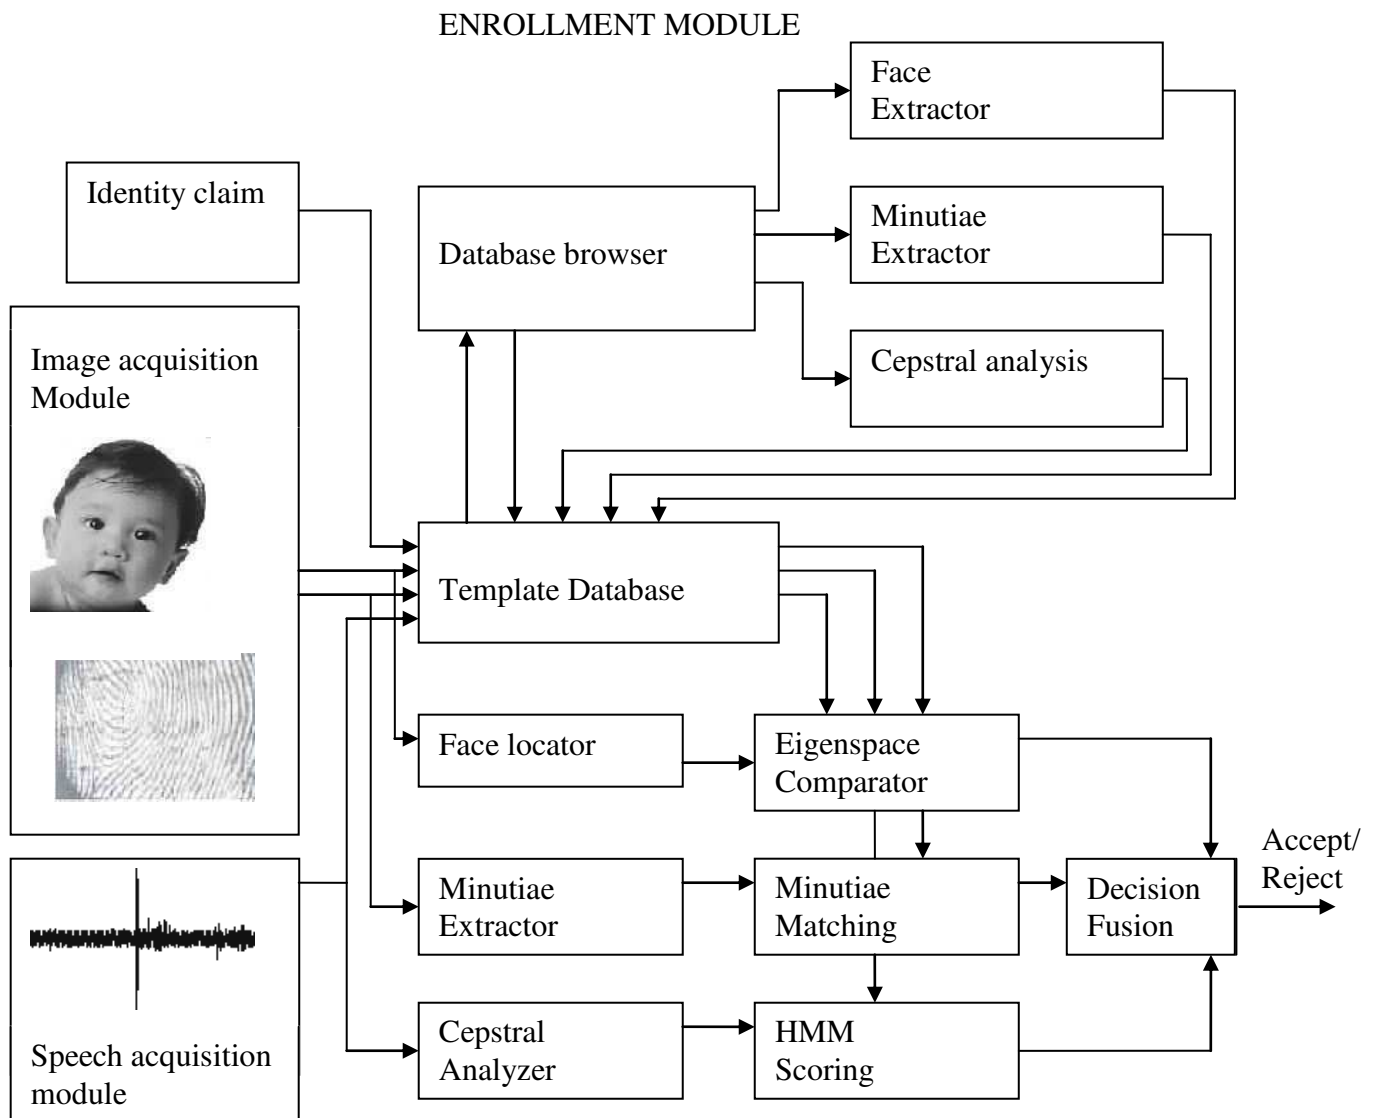 ENROLLMENT MODULE
Face
Extractor
Identity claim
Database browser
Minutiae
Extractor
Image acquisition
Module
Cepstral analysis
Template Database
Face locator
Eigenspace
Comparator
Accept/
Reject
Minutiae
Extractor
Minutiae
Matching
Decision
Fusion
Speech acquisition
module
Cepstral
Analyzer
HMM
Scoring